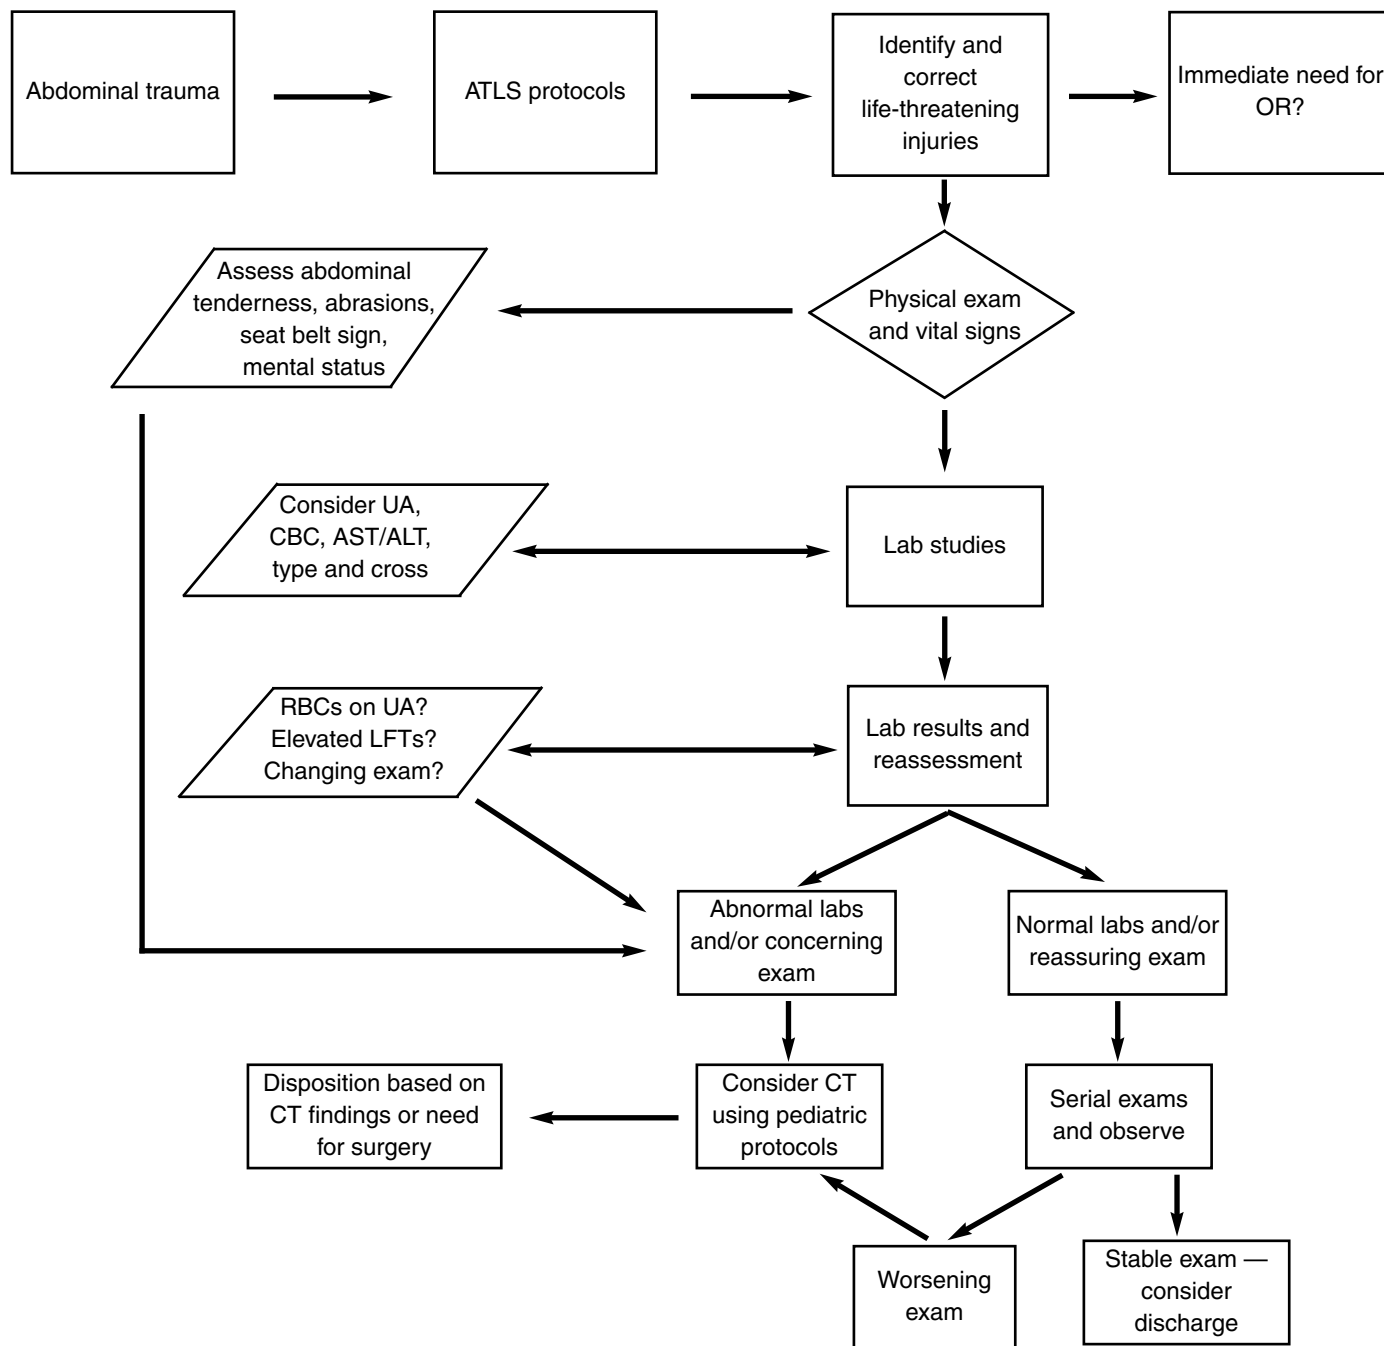 Abdominal trauma
ATLS protocols
Identify and
correct
life-threatening
injuries
Immediate need for
OR?
Assess abdominal
tenderness, abrasions,
seat belt sign,
mental status
Physical exam
and vital signs
Consider UA,
CBC, AST/ALT,
type and cross
Lab studies
RBCs on UA?
Elevated LFTs?
Changing exam?
Lab results and
reassessment
Abnormal labs
and/or concerning
exam
Normal labs and/or
reassuring exam
Disposition based on
CT findings or need
for surgery
Consider CT
using pediatric
protocols
Serial exams
and observe
Worsening
exam
Stable exam —
consider
discharge